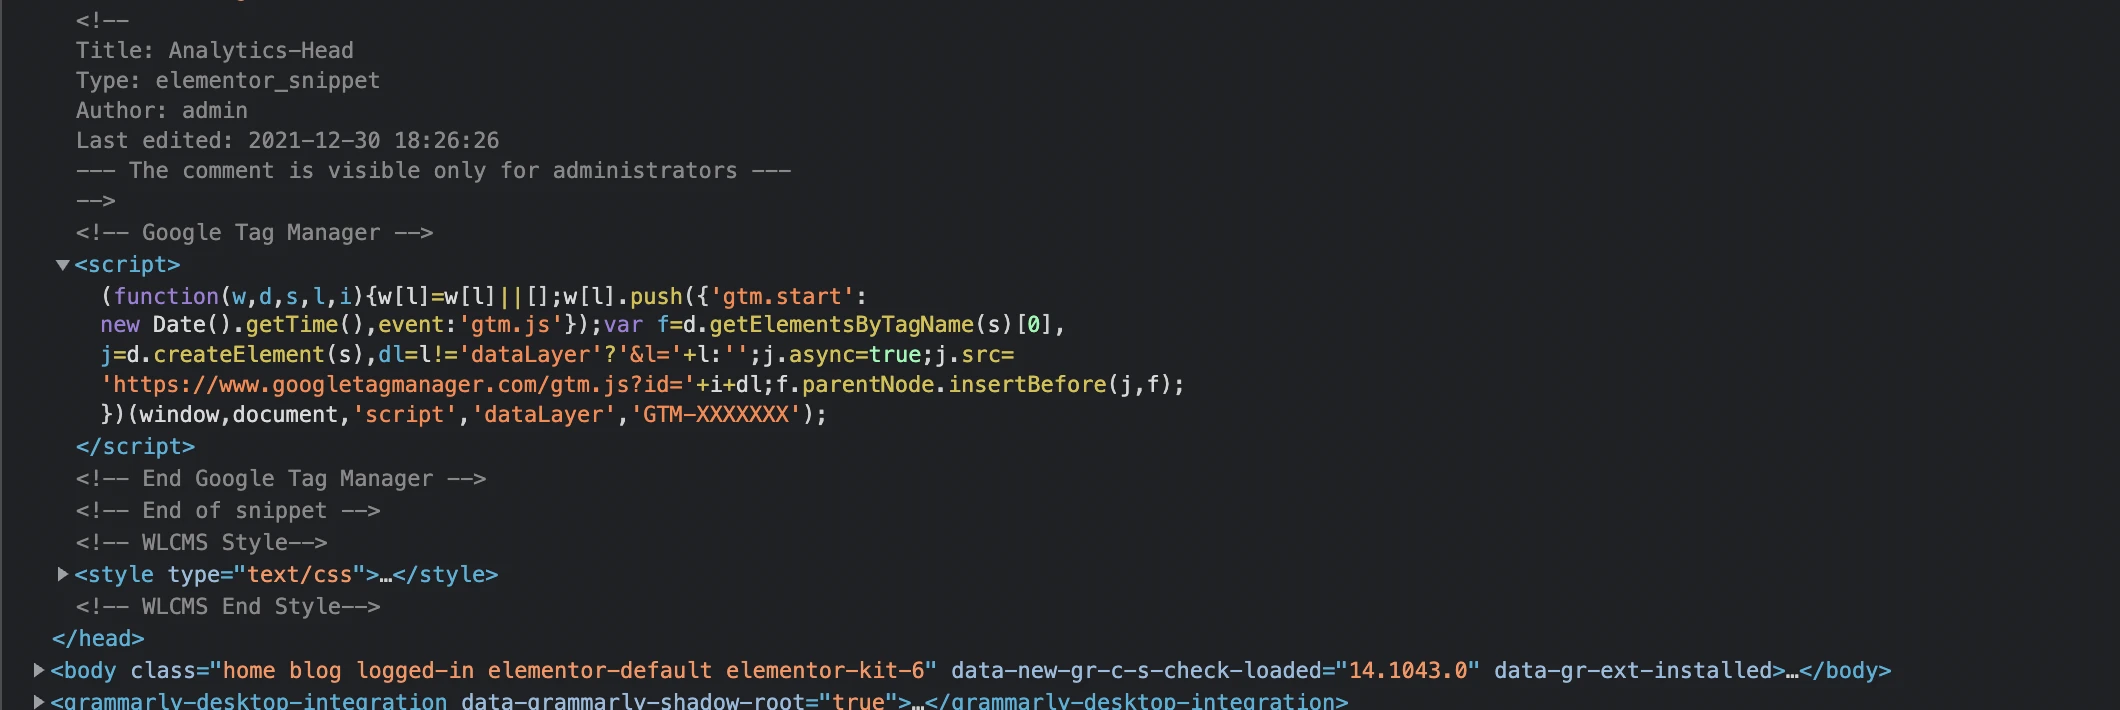 <!--
Title: Analytics-Head
Type: elementor_snippet
Author: admin
Last edited: 2021-12-30 18:26:26
--- The comment is visible only for administrators ---
-->
<!-- Google Tag Manager -->
▼<script>
(function(w,d,s,l,i){w[l]=w[l]||[];w[l].push({'gtm.start':
new Date().getTime(),event:'gtm.js'});var f=d.getElementsByTagName(s)[0],
j=d.createElement(s),dl=l!='dataLayer'?'&l='+l:'';j.async=true;j.src=
'https://www.googletagmanager.com/gtm.js?id='+i+dl;f.parentNode.insertBefore(j,f);
})(window,document,'script','dataLayer','GTM-XXXXXXX');
</script>
<!-- End Google Tag Manager -->
<!-- End of snippet -->
<!-- WLCMS Style-->
▶<style type="text/css">…</style>
<!-- WLCMS End Style-->
</head>
▶<body class="home blog logged-in elementor-default elementor-kit-6" data-new-gr-c-s-check-loaded="14.1043.0" data-gr-ext-installed>…</body>
▶<grammarly-desktop-integration data-grammarly-shadow-root="true">…</grammarly-desktop-integration>